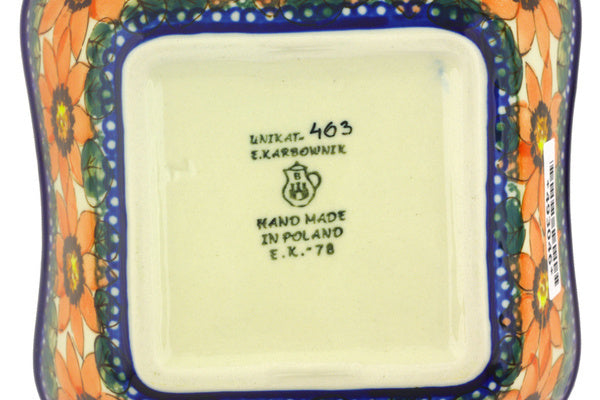 UNIKAT- 463
E.KARBOWNIK
B
HAND MADE
IN POLAND
E.K.-78